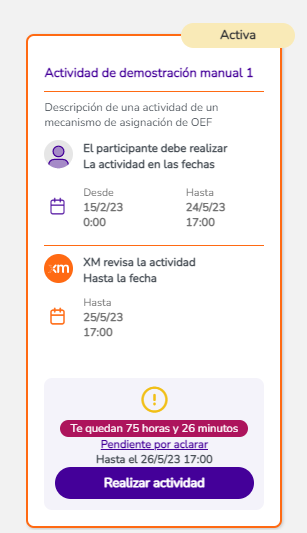 Activa
Actividad de demostración manual 1
Descripción de una actividad de un
mecanismo de asignación de OEF
El participante debe realizar
La actividad en las fechas
Desde
Hasta
15/2/23
24/5/23
0:00
17:00
xm
XM revisa la actividad
Hasta la fecha
Hasta
25/5/23
17:00
Te quedan 75 horas y 26 minutos
Pendiente por aclarar
Hasta el 26/5/23 17:00
Realizar actividad